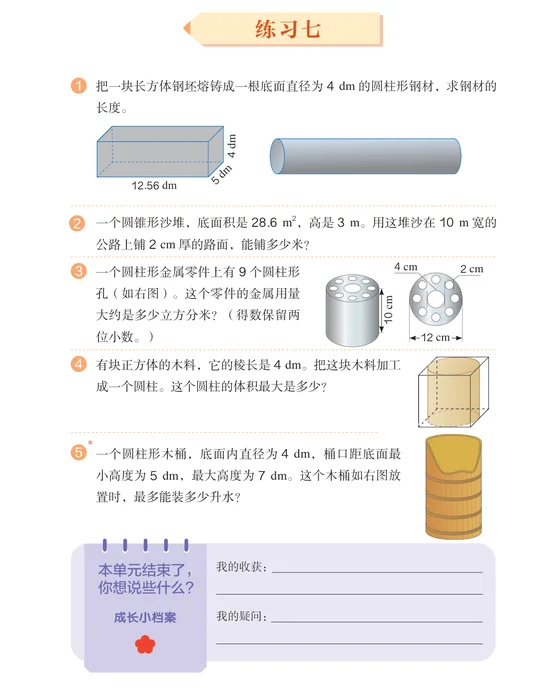 练习七
1 把一块长方体钢坯熔铸成一根底面直径为 4 dm 的圆柱形钢材，求钢材的
长度。
4 dm
5 dm
12.56 dm
2 一个圆锥形沙堆，底面积是 28.6 m²，高是 3 m。用这堆沙在 10 m 宽的
公路上铺 2 cm 厚的路面，能铺多少米？
3 一个圆柱形金属零件上有 9 个圆柱形
孔（如右图）。这个零件的金属用量
大约是多少立方分米？（得数保留两
位小数。）
4 cm
2 cm
10 cm
12 cm
4 有块正方体的木料，它的棱长是 4 dm。把这块木料加工
成一个圆柱。这个圆柱的体积最大是多少？
5* 一个圆柱形木桶，底面内直径为 4 dm，桶口距底面最
小高度为 5 dm，最大高度为 7 dm。这个木桶如右图放
置时，最多能装多少升水？
本单元结束了，
你想说些什么？
成长小档案
我的收获：
我的疑问：